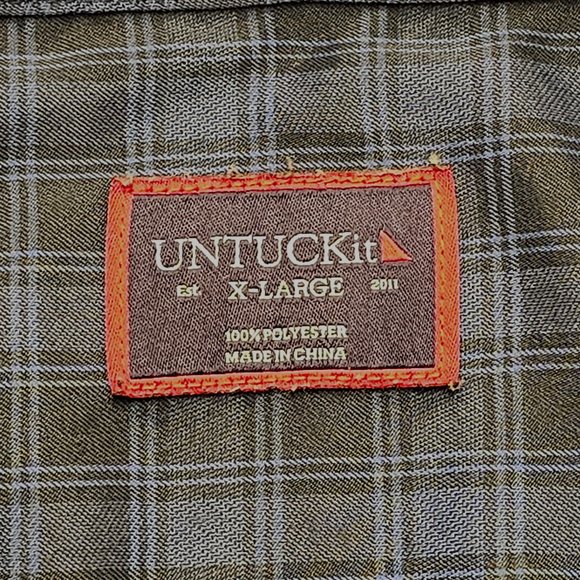 UNTUCKit
Est. X-LARGE 2011
100% POLYESTER
MADE IN CHINA